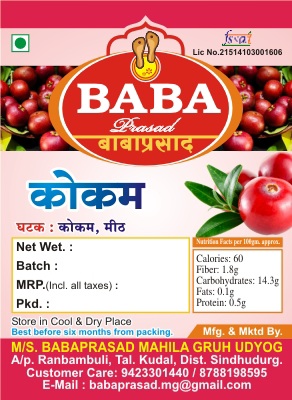 fssai
Lic No.21514103001606
BABA
Prasad
बाबाप्रसाद
कोकम
घटक : कोकम, मीठ
Net Wet. :
Batch :
MRP.(Incl. all taxes) :
Pkd. :
Nutrition Facts per 100gm. approx.
Calories: 60
Fiber: 1.8g
Carbohydrates: 14.3g
Fats: 0.1g
Protein: 0.5g
Store in Cool & Dry Place
Best before six months from packing.
Mfg. & Mktd By.
M/S. BABAPRASAD MAHILA GRUH UDYOG
A/p. Ranbambuli, Tal. Kudal, Dist. Sindhudurg.
Customer Care: 9423301440 / 8788198595
E-Mail : babaprasad.mg@gmail.com